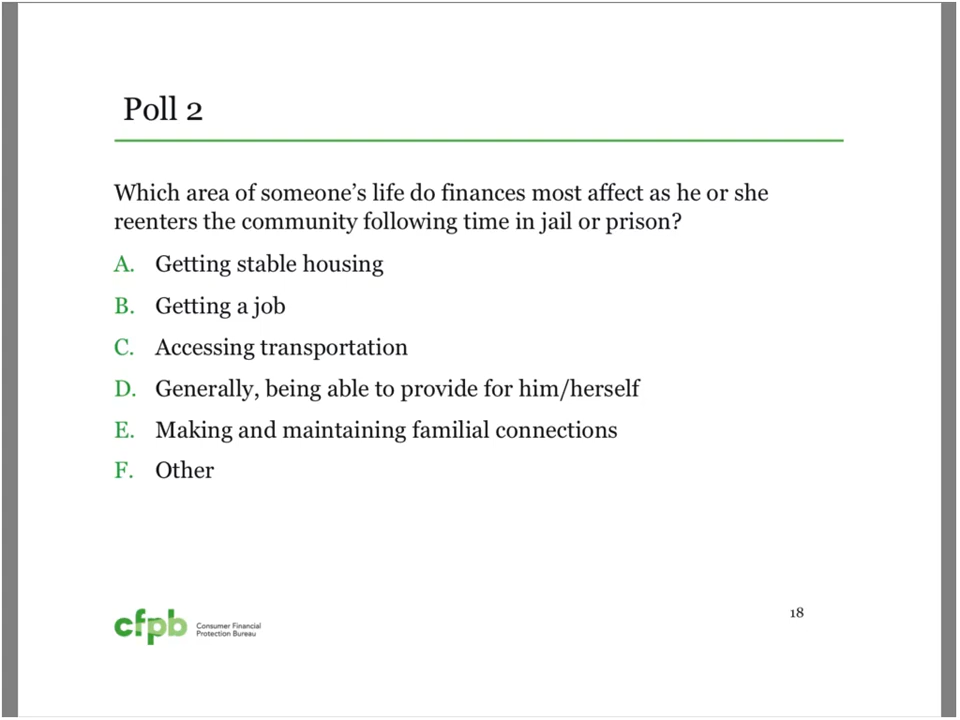 Poll 2
Which area of someone’s life do finances most affect as he or she
reenters the community following time in jail or prison?
A. Getting stable housing
B. Getting a job
C. Accessing transportation
D. Generally, being able to provide for him/herself
E. Making and maintaining familial connections
F. Other
cfpb
Consumer Financial
Protection Bureau
18